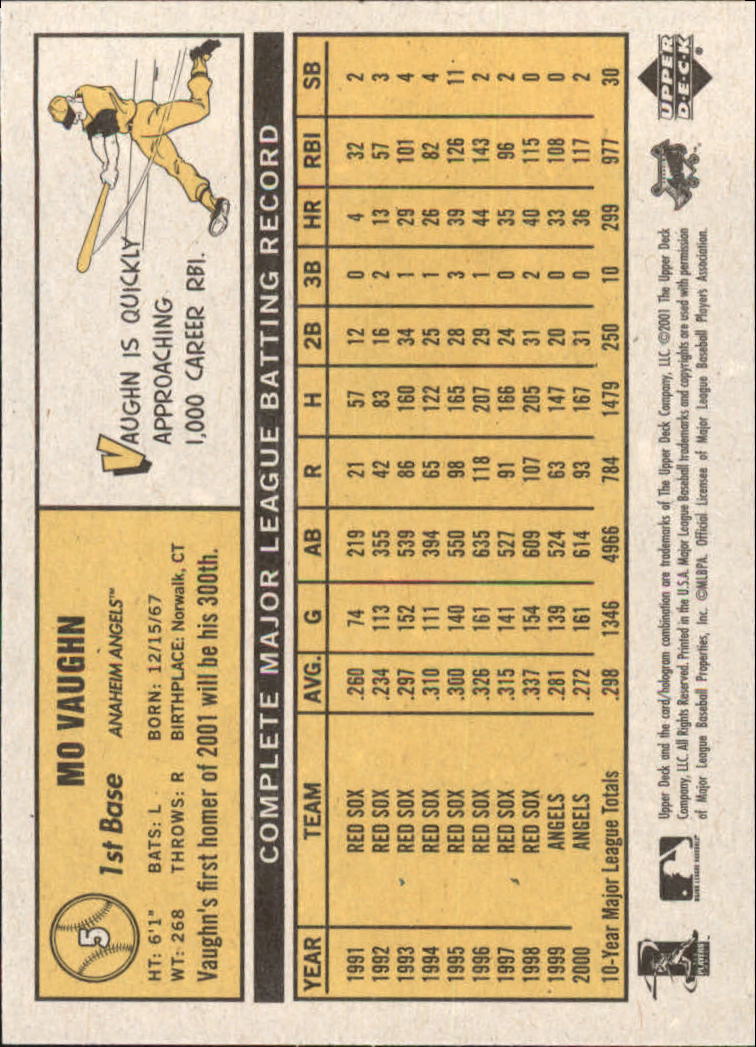 5
MO VAUGHN
1st Base ANAHEIM ANGELS™
HT: 6'1" BATS: L BORN: 12/15/67
WT: 268 THROWS: R BIRTHPLACE: Norwalk, CT
Vaughn's first homer of 2001 will be his 300th.
VAUGHN IS QUICKLY
APPROACHING
1,000 CAREER RBI.
COMPLETE MAJOR LEAGUE BATTING RECORD
YEAR TEAM AVG. G AB R H 2B 3B HR RBI SB
1991 RED SOX .260 74 219 21 57 12 0 4 32 2
1992 RED SOX .234 113 355 42 83 16 2 13 57 3
1993 RED SOX .297 152 539 86 160 34 1 29 101 4
1994 RED SOX .310 111 394 65 122 25 1 26 82 4
1995 RED SOX .300 140 550 98 165 28 3 39 126 11
1996 RED SOX .326 161 635 118 207 29 1 44 143 2
1997 RED SOX .315 141 527 91 166 24 0 35 96 2
1998 RED SOX .337 154 609 107 205 31 2 40 115 0
1999 ANGELS .281 139 524 63 147 20 0 33 108 0
2000 ANGELS .272 161 614 93 167 31 0 36 117 2
10-Year Major League Totals .298 1346 4966 784 1479 250 10 299 977 30
PLAYERS
MAJOR LEAGUE BASEBALL
Upper Deck and the card/hologram combination are trademarks of The Upper Deck Company, LLC. ©2001 The Upper Deck
Company, LLC. All Rights Reserved. Printed in the U.S.A. Major League Baseball trademarks and copyrights are used with permission
of Major League Baseball Properties, Inc. ©MLBPA. Official Licensee of Major League Baseball Players Association.
UPPER
D•E•C•K